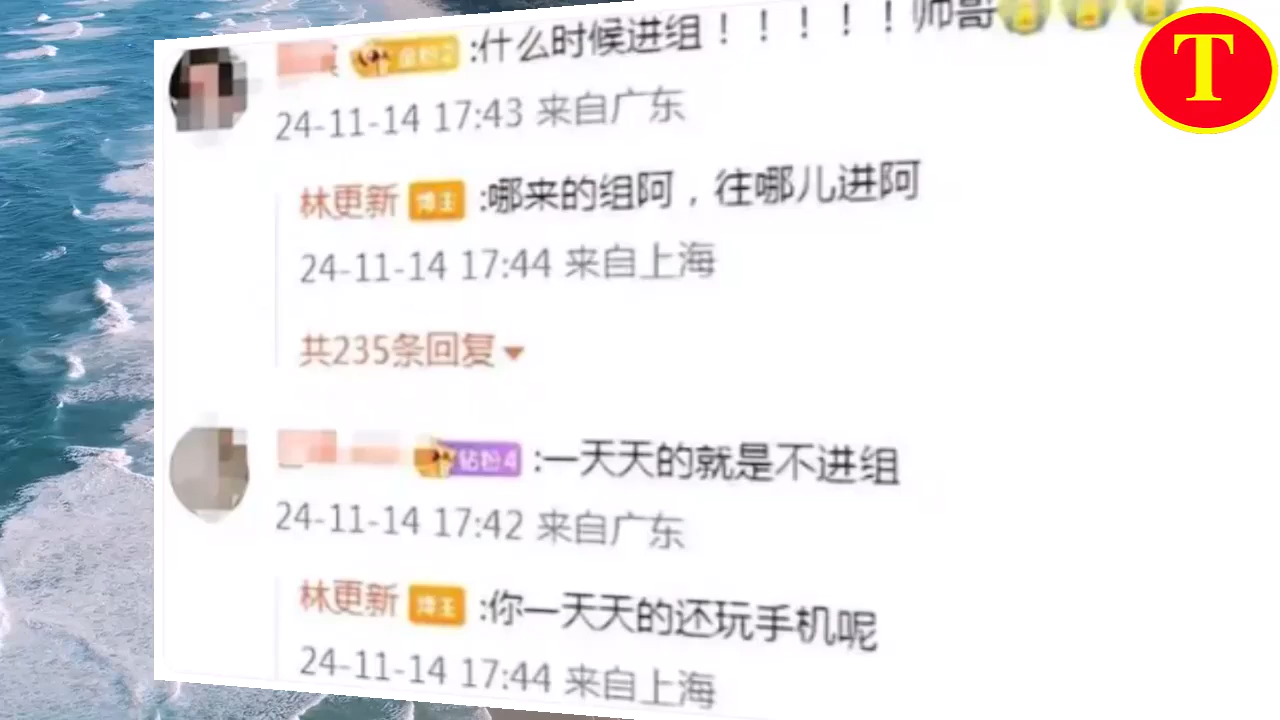 :什么时候进组！！！！！帅哥
T
24-11-14 17:43 来自广东
林更新 博主 :哪来的组阿，往哪儿进阿
24-11-14 17:44 来自上海
共235条回复
钻粉4 :一天天的就是不进组
24-11-14 17:42 来自广东
林更新 博主 :你一天天的还玩手机呢
24-11-14 17:44 来自上海